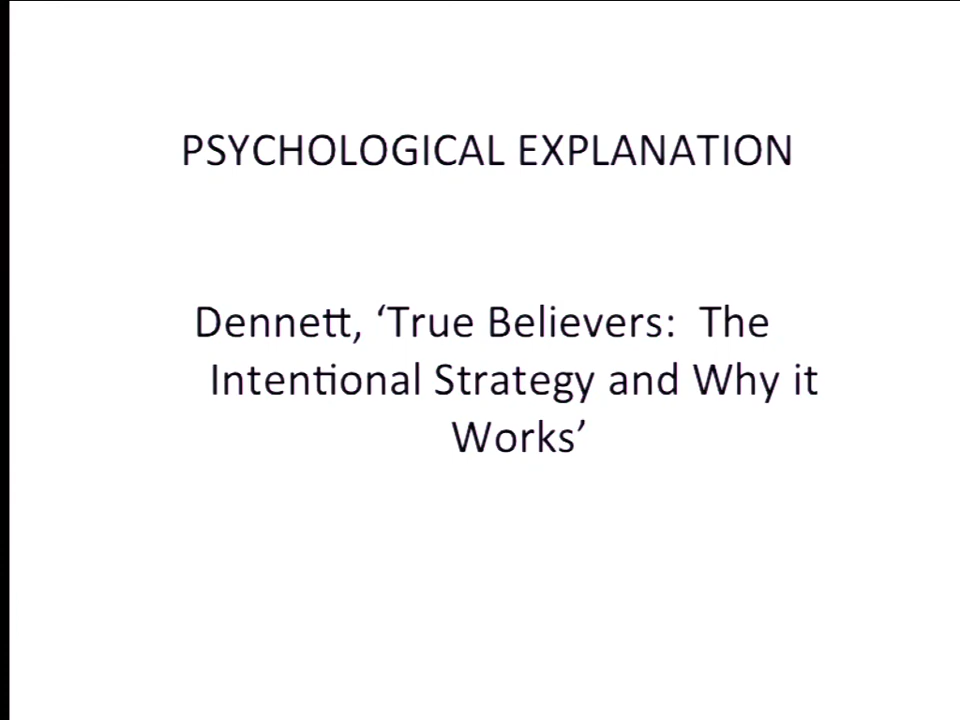 PSYCHOLOGICAL EXPLANATION
Dennett, ‘True Believers:  The
Intentional Strategy and Why it
Works’